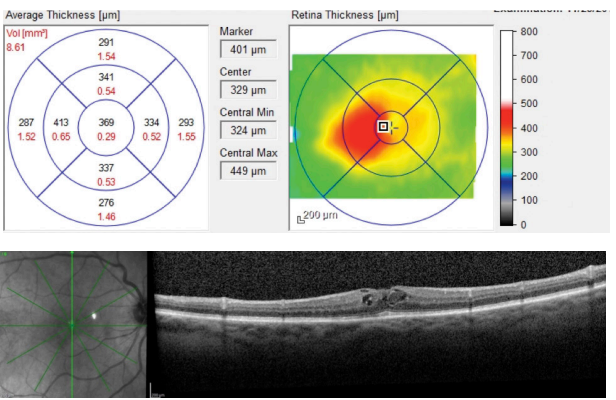 Average Thickness [µm]
Vol [mm³]
8.61
291
1.54
341
0.54
287
1.52
413
0.65
369
0.29
334
0.52
293
1.55
337
0.53
276
1.46
Marker
401 µm
Center
329 µm
Central Min
324 µm
Central Max
449 µm
Retina Thickness [µm]
200 µm
800
700
600
500
400
300
200
100
0